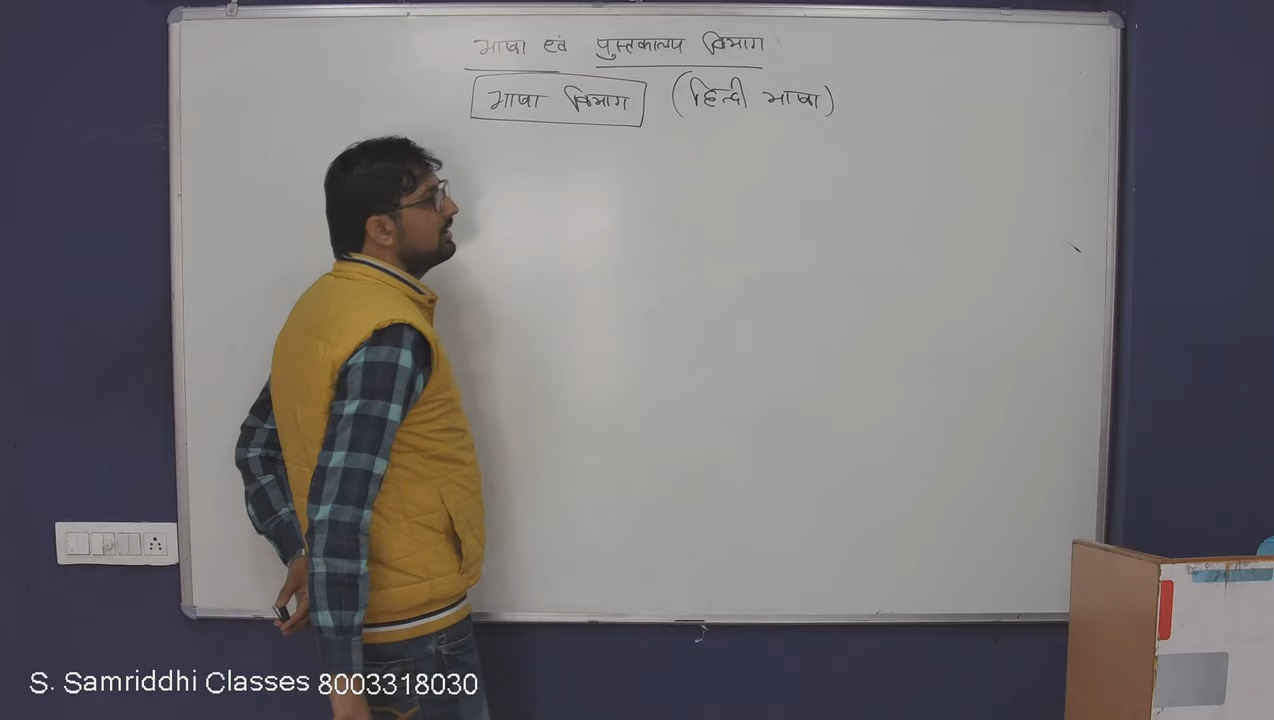 भाषा एवं पुस्तकालय विभाग
भाषा विभाग (हिन्दी भाषा)
S. Samriddhi Classes 8003318030